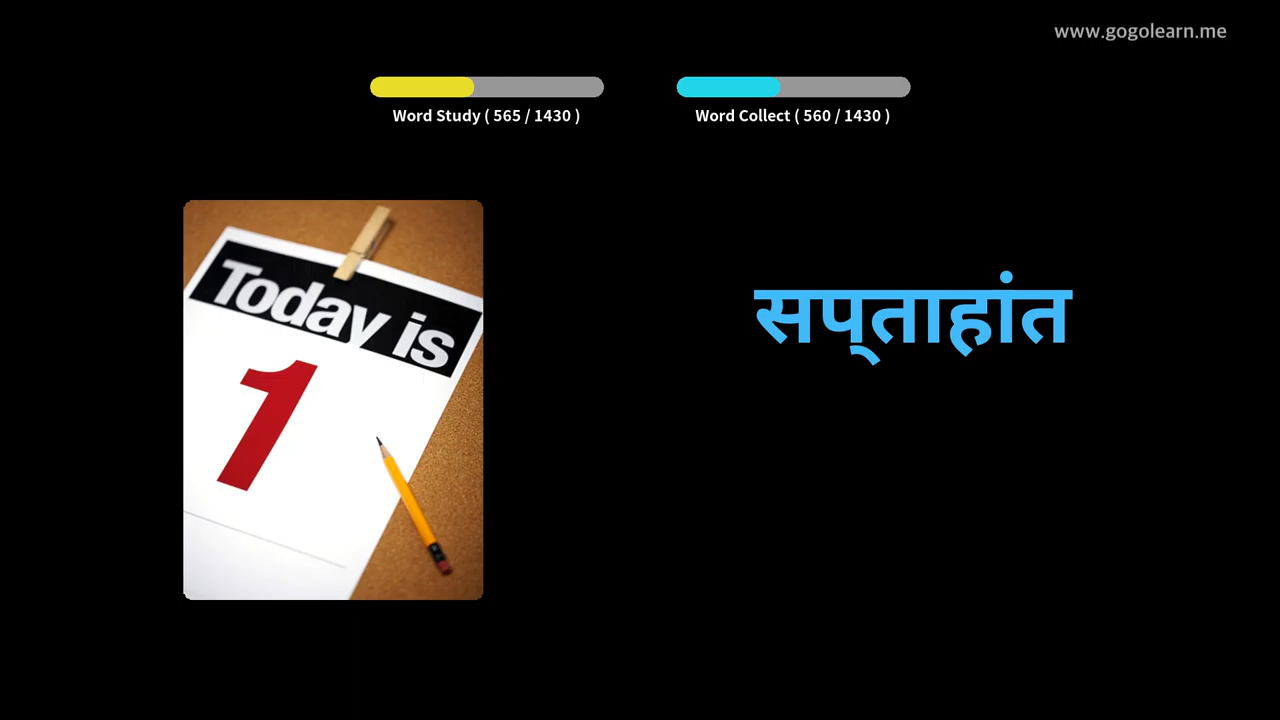 www.gogolearn.me
Word Study ( 565 / 1430 )
Word Collect ( 560 / 1430 )
Today is
1
सप्ताहांत